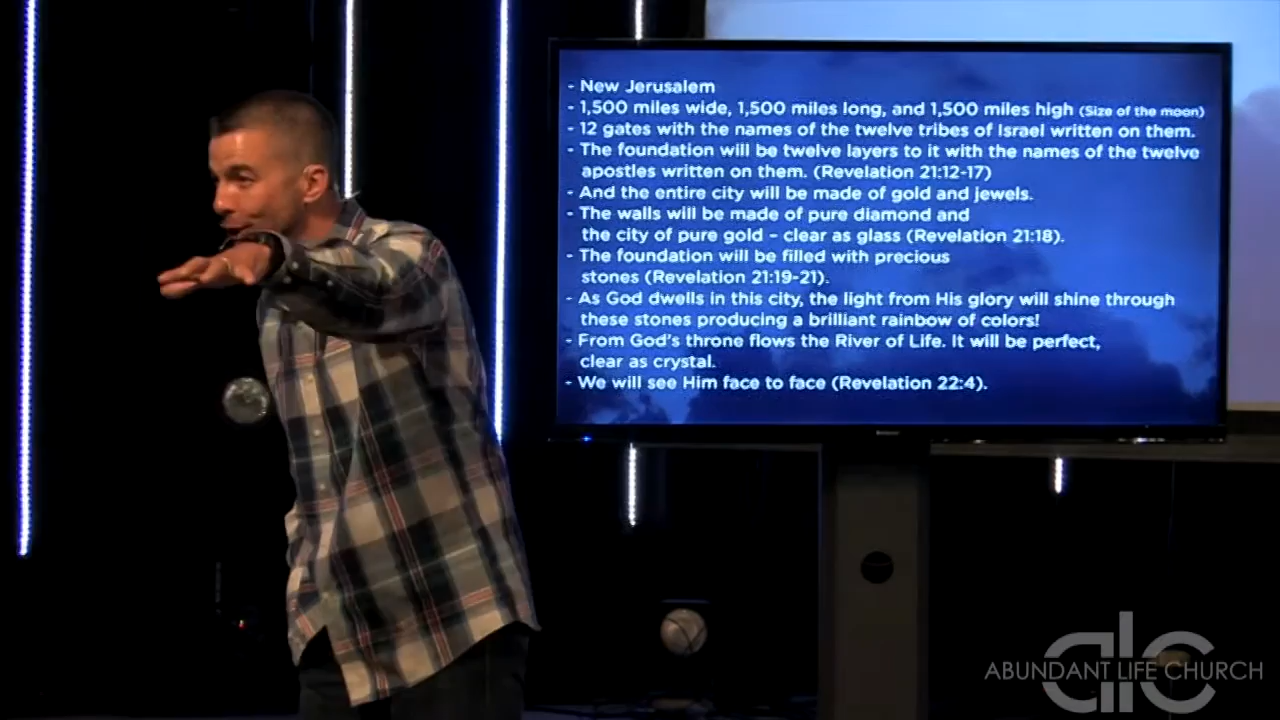 - New Jerusalem
- 1,500 miles wide, 1,500 miles long, and 1,500 miles high (Size of the moon)
- 12 gates with the names of the twelve tribes of Israel written on them.
- The foundation will be twelve layers to it with the names of the twelve
apostles written on them. (Revelation 21:12-17)
- And the entire city will be made of gold and jewels.
- The walls will be made of pure diamond and
the city of pure gold – clear as glass (Revelation 21:18).
- The foundation will be filled with precious
stones (Revelation 21:19-21).
- As God dwells in this city, the light from His glory will shine through
these stones producing a brilliant rainbow of colors!
- From God's throne flows the River of Life. It will be perfect,
clear as crystal.
- We will see Him face to face (Revelation 22:4).
alc
ABUNDANT LIFE CHURCH